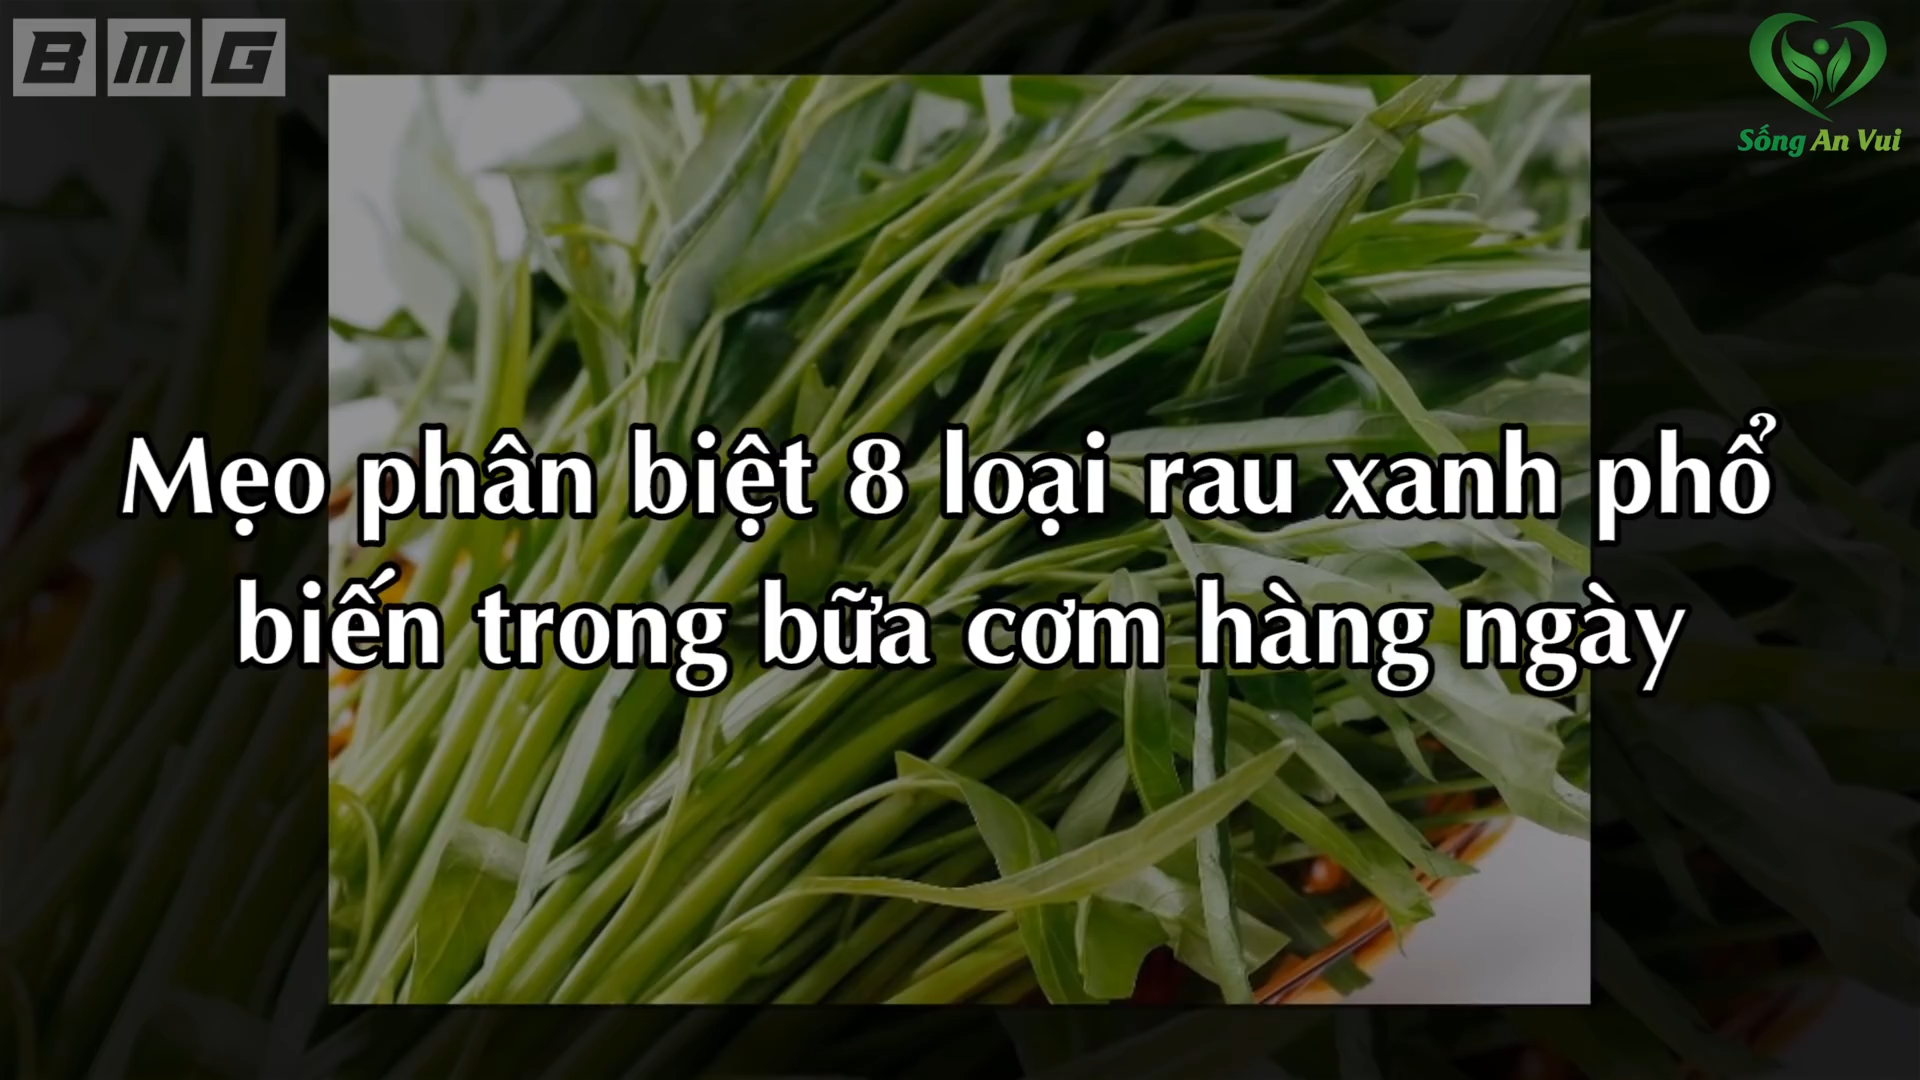 BMG
Sống An Vui
Mẹo phân biệt 8 loại rau xanh phổ
biến trong bữa cơm hàng ngày